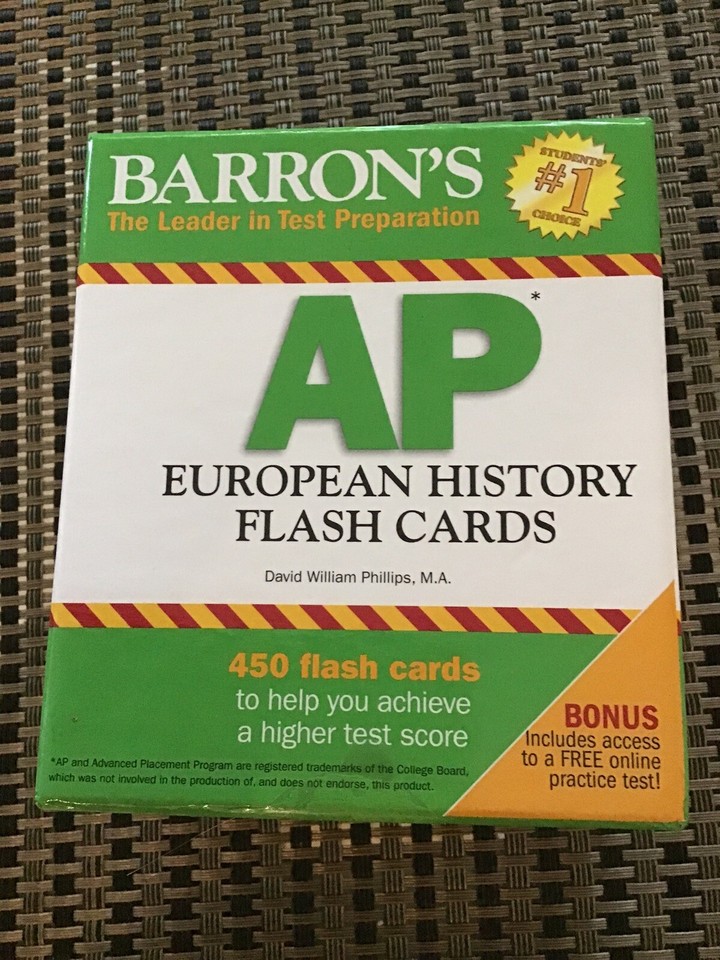 BARRON'S
The Leader in Test Preparation
STUDENTS'
#1
CHOICE
AP*
EUROPEAN HISTORY
FLASH CARDS
David William Phillips, M.A.
450 flash cards
to help you achieve
a higher test score
*AP and Advanced Placement Program are registered trademarks of the College Board,
which was not involved in the production of, and does not endorse, this product.
BONUS
Includes access
to a FREE online
practice test!